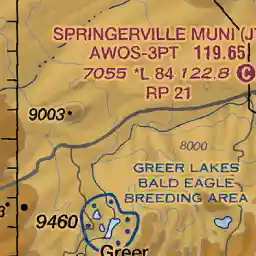 SPRINGERVILLE MUNI (J
AWOS-3PT 119.65
7055 *L 84 122.8 C
RP 21
9003
8000
GREER LAKES
BALD EAGLE
BREEDING AREA
9460
Greer